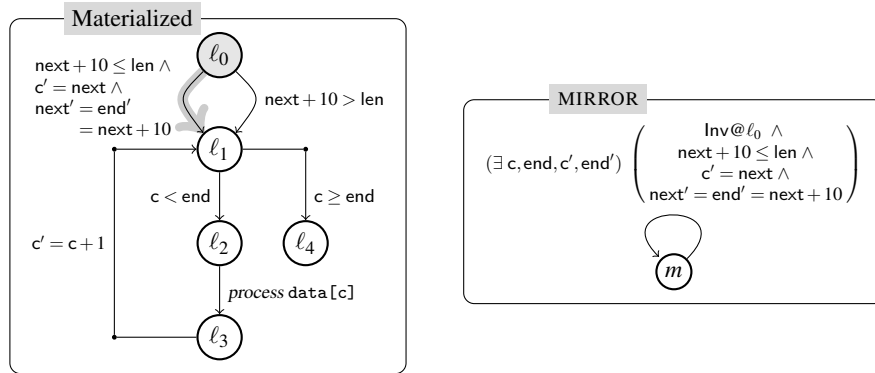 Materialized
ℓ₀
next + 10 ≤ len ∧
c′ = next ∧
next′ = end′
= next + 10
next + 10 > len
ℓ₁
c < end
c ≥ end
ℓ₂
ℓ₄
c′ = c + 1
process data[c]
ℓ₃
MIRROR
Inv@ℓ₀ ∧
(∃ c, end, c′, end′)
next + 10 ≤ len ∧
c′ = next ∧
next′ = end′ = next + 10
m